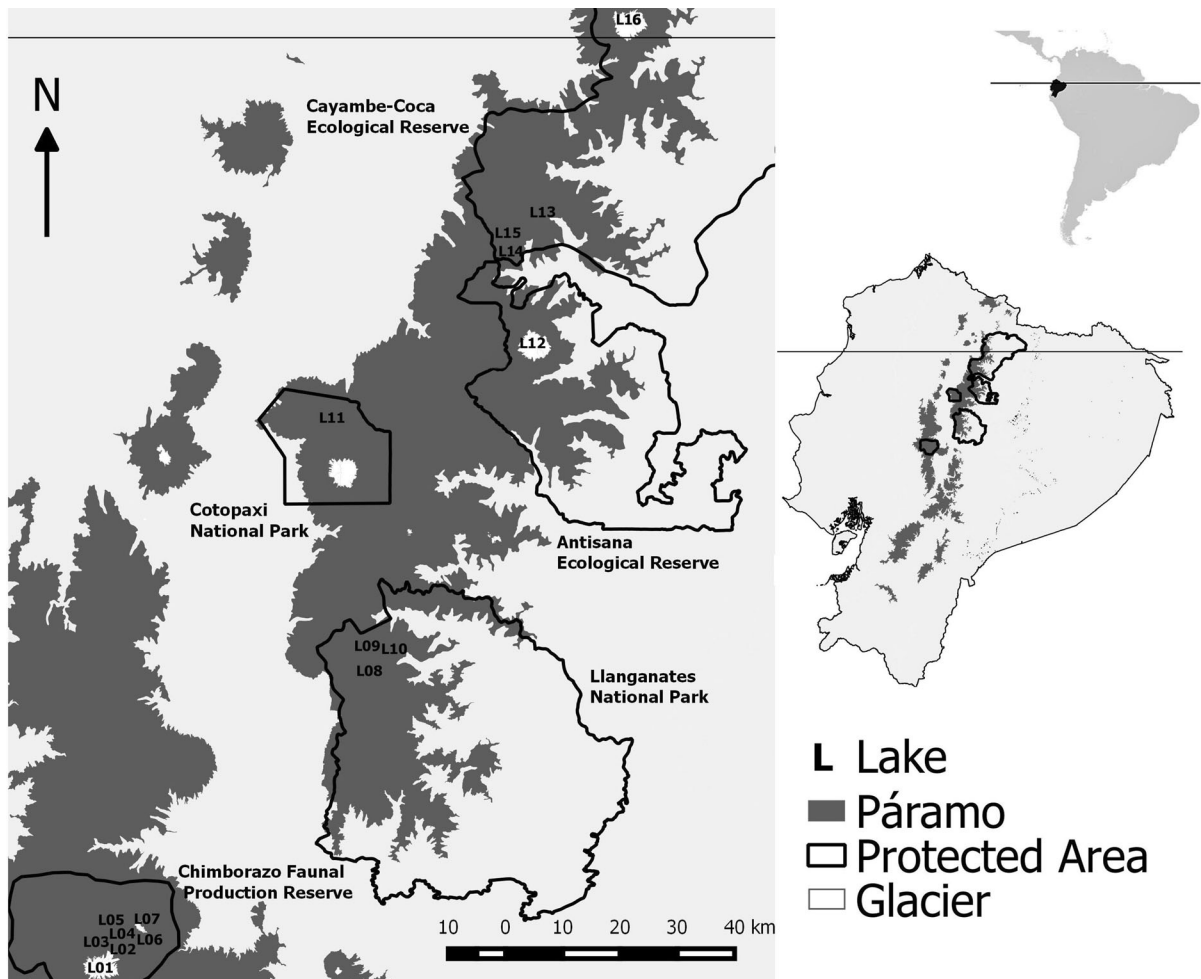 L16
N
Cayambe-Coca
Ecological Reserve
L13
L15
L14
L12
L11
Cotopaxi
National Park
Antisana
Ecological Reserve
L09
L10
L08
Llanganates
National Park
Chimborazo Faunal
Production Reserve
L05
L07
L04
L03
L06
L02
L01
10 0 10 20 30 40 km
L Lake
Páramo
Protected Area
Glacier